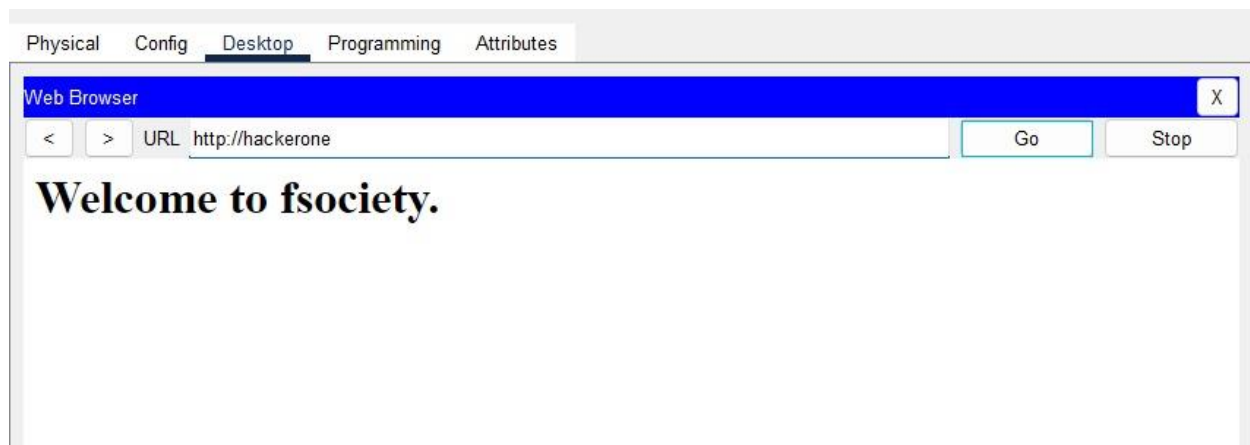 Physical Config Desktop Programming Attributes
Web Browser X
< > URL http://hackerone Go Stop
Welcome to fsociety.